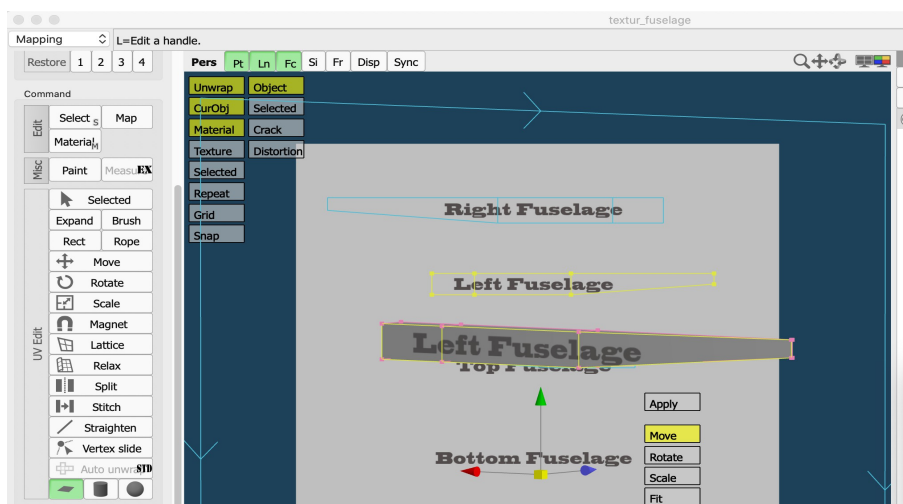 textur_fuselage
Mapping L=Edit a handle.
Restore 1 2 3 4 Pers Pt Ln Fc Si Fr Disp Sync
Command
Edit
Select S Map
Material M
Misc
Paint Measu EX
UV Edit
Selected
Expand Brush
Rect Rope
Move
Rotate
Scale
Magnet
Lattice
Relax
Split
Stitch
Straighten
Vertex slide
Auto unwra STD
Unwrap Object
CurObj Selected
Material Crack
Texture Distortion
Selected
Repeat
Grid
Snap
Right Fuselage
Left Fuselage
Left Fuselage
Top Fuselage
Bottom Fuselage
Apply
Move
Rotate
Scale
Fit